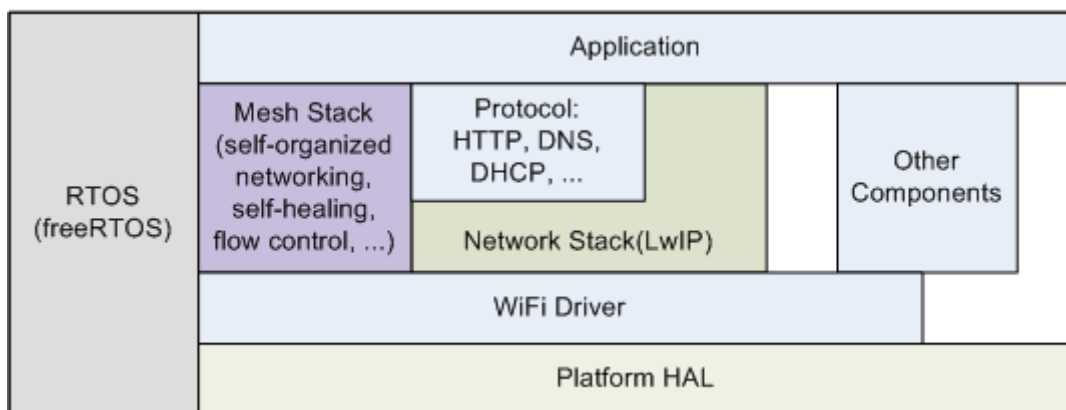 Application
RTOS
(freeRTOS)
Mesh Stack
(self-organized
networking,
self-healing,
flow control, ...)
Protocol:
HTTP, DNS,
DHCP, ...
Network Stack(LwIP)
Other
Components
WiFi Driver
Platform HAL